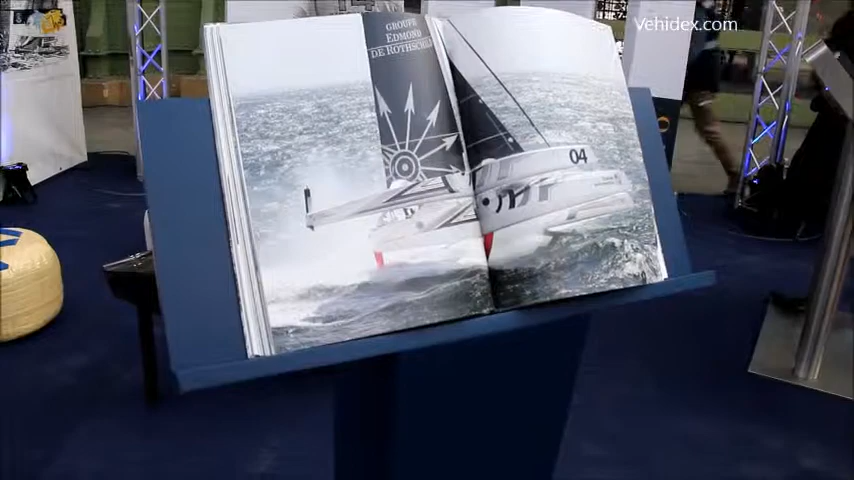 Vehidex.com
GROUPE
EDMOND
DE ROTHSCHILD
04